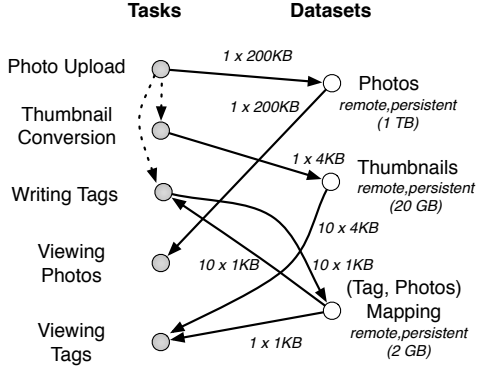 Tasks
Datasets
Photo Upload
1 x 200KB
Photos
remote,persistent
(1 TB)
1 x 200KB
Thumbnail
Conversion
1 x 4KB
Thumbnails
remote,persistent
(20 GB)
Writing Tags
10 x 4KB
Viewing
Photos
10 x 1KB
10 x 1KB
(Tag, Photos)
Mapping
remote,persistent
(2 GB)
Viewing
Tags
1 x 1KB